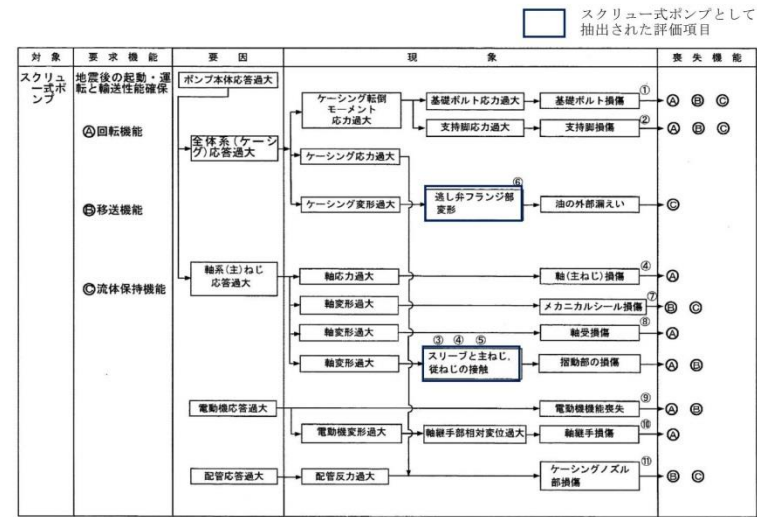 スクリュー式ポンプとして
抽出された評価項目
対 象
要 求 機 能
要 因
現 象
喪 失 機 能
スクリュ
ー式ポ
ンプ
地震後の起動・運
転と輸送性能確保
Ⓐ回転機能
Ⓑ移送機能
Ⓒ流体保持機能
ポンプ本体応答過大
全体系(ケーシン
グ)応答過大
ケーシング転倒
モーメント
応力過大
基礎ボルト応力過大
基礎ボルト損傷
①
Ⓐ Ⓑ Ⓒ
支持脚応力過大
支持脚損傷
②
Ⓐ Ⓑ Ⓒ
ケーシング応力過大
ケーシング変形過大
⑥
逃し弁フランジ部
変形
油の外部漏えい
Ⓒ
軸系(主)ねじ
応答過大
軸応力過大
軸(主ねじ)損傷
④
Ⓐ
軸変形過大
メカニカルシール損傷
⑦
Ⓑ Ⓒ
軸変形過大
軸受損傷
⑧
Ⓐ
軸変形過大
③ ④ ⑤
スリーブと主ねじ,
従ねじの接触
摺動部の損傷
Ⓐ Ⓑ
電動機応答過大
電動機機能喪失
⑨
Ⓐ Ⓑ
電動機変形過大
軸継手部相対変位過大
軸継手損傷
⑩
Ⓐ
配管応答過大
配管反力過大
ケーシングノズル
部損傷
⑪
Ⓑ Ⓒ